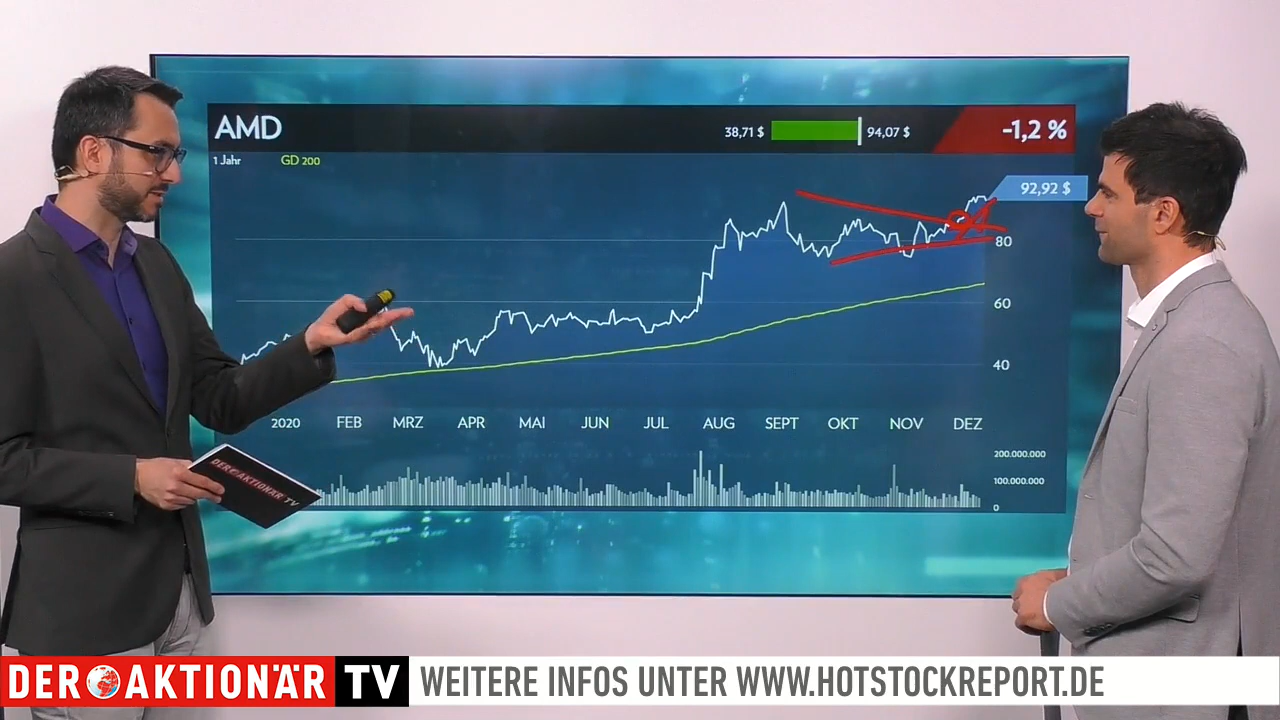 AMD
38,71 $
94,07 $
-1,2 %
1 Jahr
GD 200
92,92 $
80
60
40
2020 FEB MRZ APR MAI JUN JUL AUG SEPT OKT NOV DEZ
200.000.000
100.000.000
0
DER AKTIONÄR TV
DER AKTIONÄR TV
WEITERE INFOS UNTER WWW.HOTSTOCKREPORT.DE